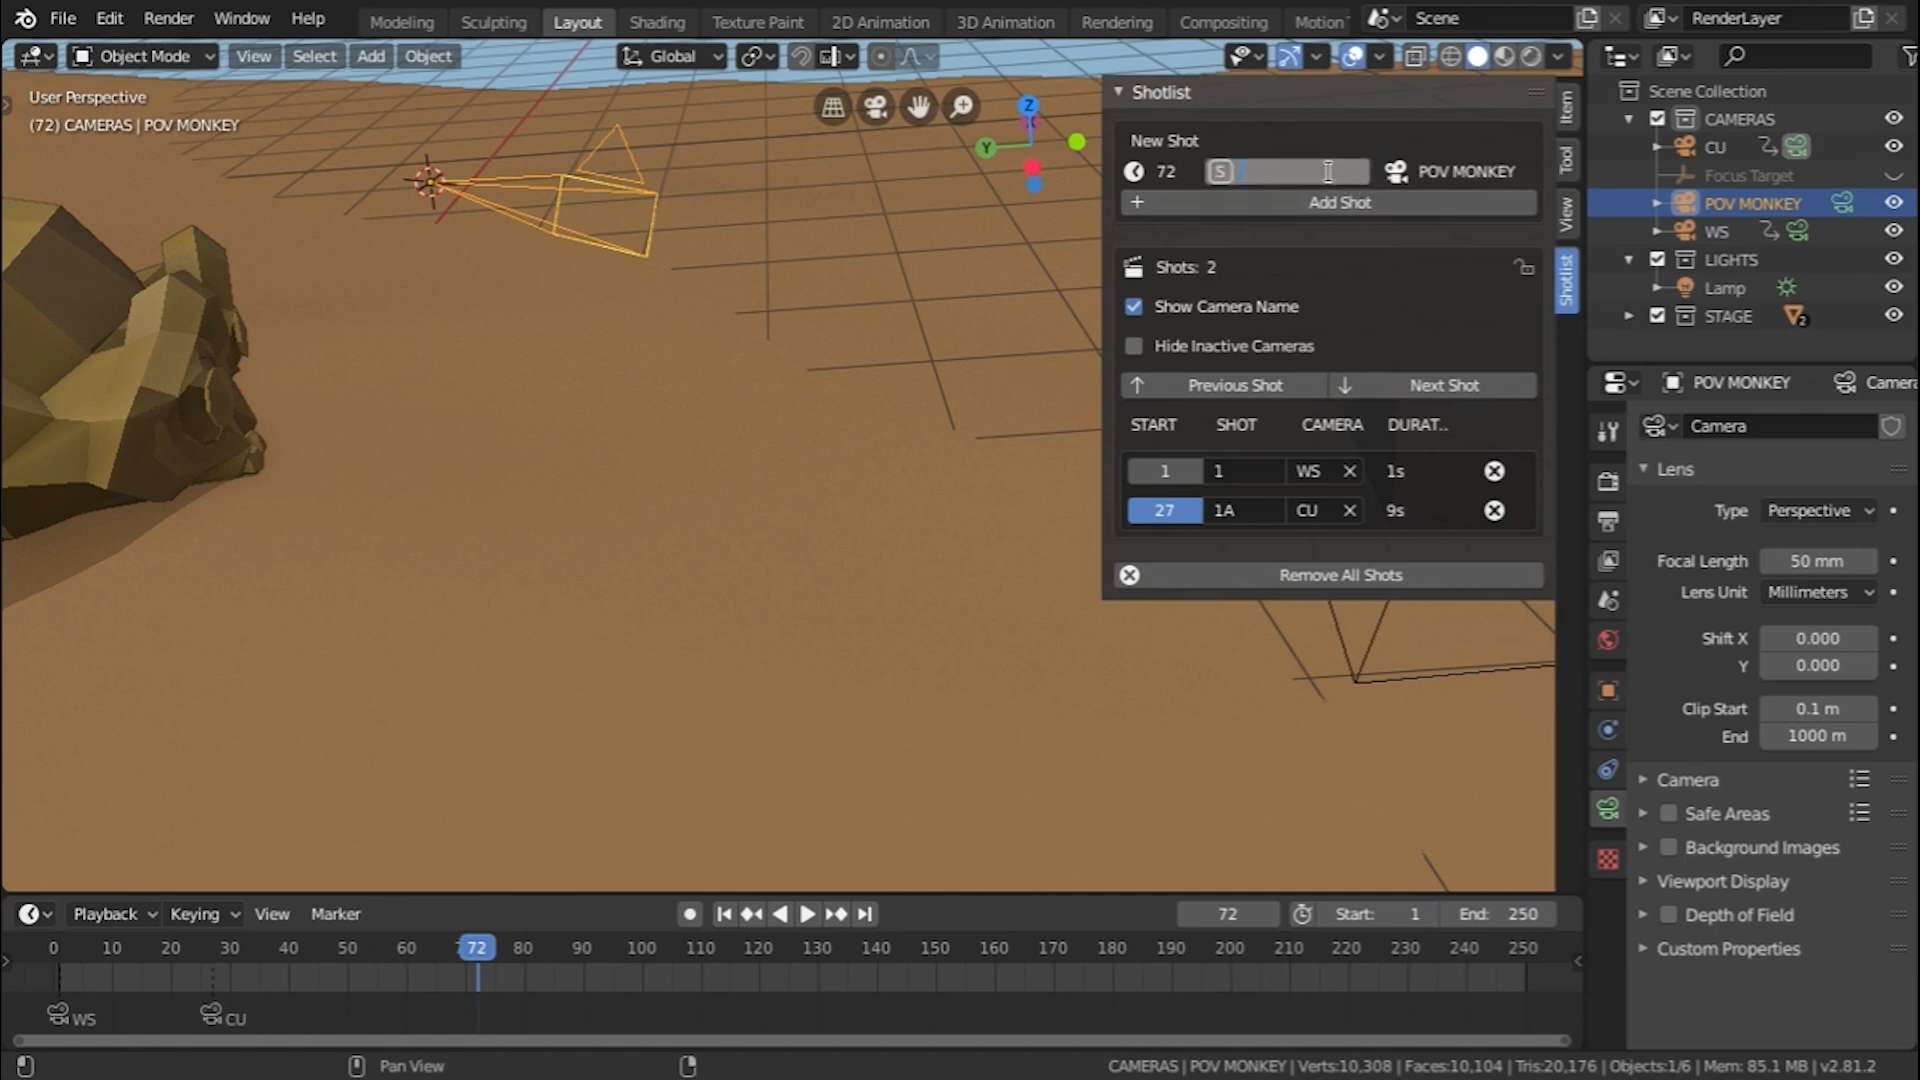 File Edit Render Window Help Modeling Sculpting Layout Shading Texture Paint 2D Animation 3D Animation Rendering Compositing Motion Scene RenderLayer
Object Mode View Select Add Object Global
User Perspective
(72) CAMERAS | POV MONKEY
Z
Y
Shotlist
New Shot
72 S POV MONKEY
+ Add Shot
Shots: 2
Show Camera Name
Hide Inactive Cameras
Previous Shot Next Shot
START SHOT CAMERA DURAT..
1 1 WS 1s
27 1A CU 9s
Remove All Shots
Item
Tool
View
Shotlist
Scene Collection
CAMERAS
CU
Focus Target
POV MONKEY
WS
LIGHTS
Lamp
STAGE 2
POV MONKEY Camera
Camera
Lens
Type Perspective
Focal Length 50 mm
Lens Unit Millimeters
Shift X 0.000
Y 0.000
Clip Start 0.1 m
End 1000 m
Camera
Safe Areas
Background Images
Viewport Display
Depth of Field
Custom Properties
Playback Keying View Marker 72 Start: 1 End: 250
0 10 20 30 40 50 60 72 80 90 100 110 120 130 140 150 160 170 180 190 200 210 220 230 240 250
WS CU
Pan View CAMERAS | POV MONKEY | Verts:10,308 | Faces:10,104 | Tris:20,176 | Objects:1/6 | Mem: 85.1 MB | v2.81.2